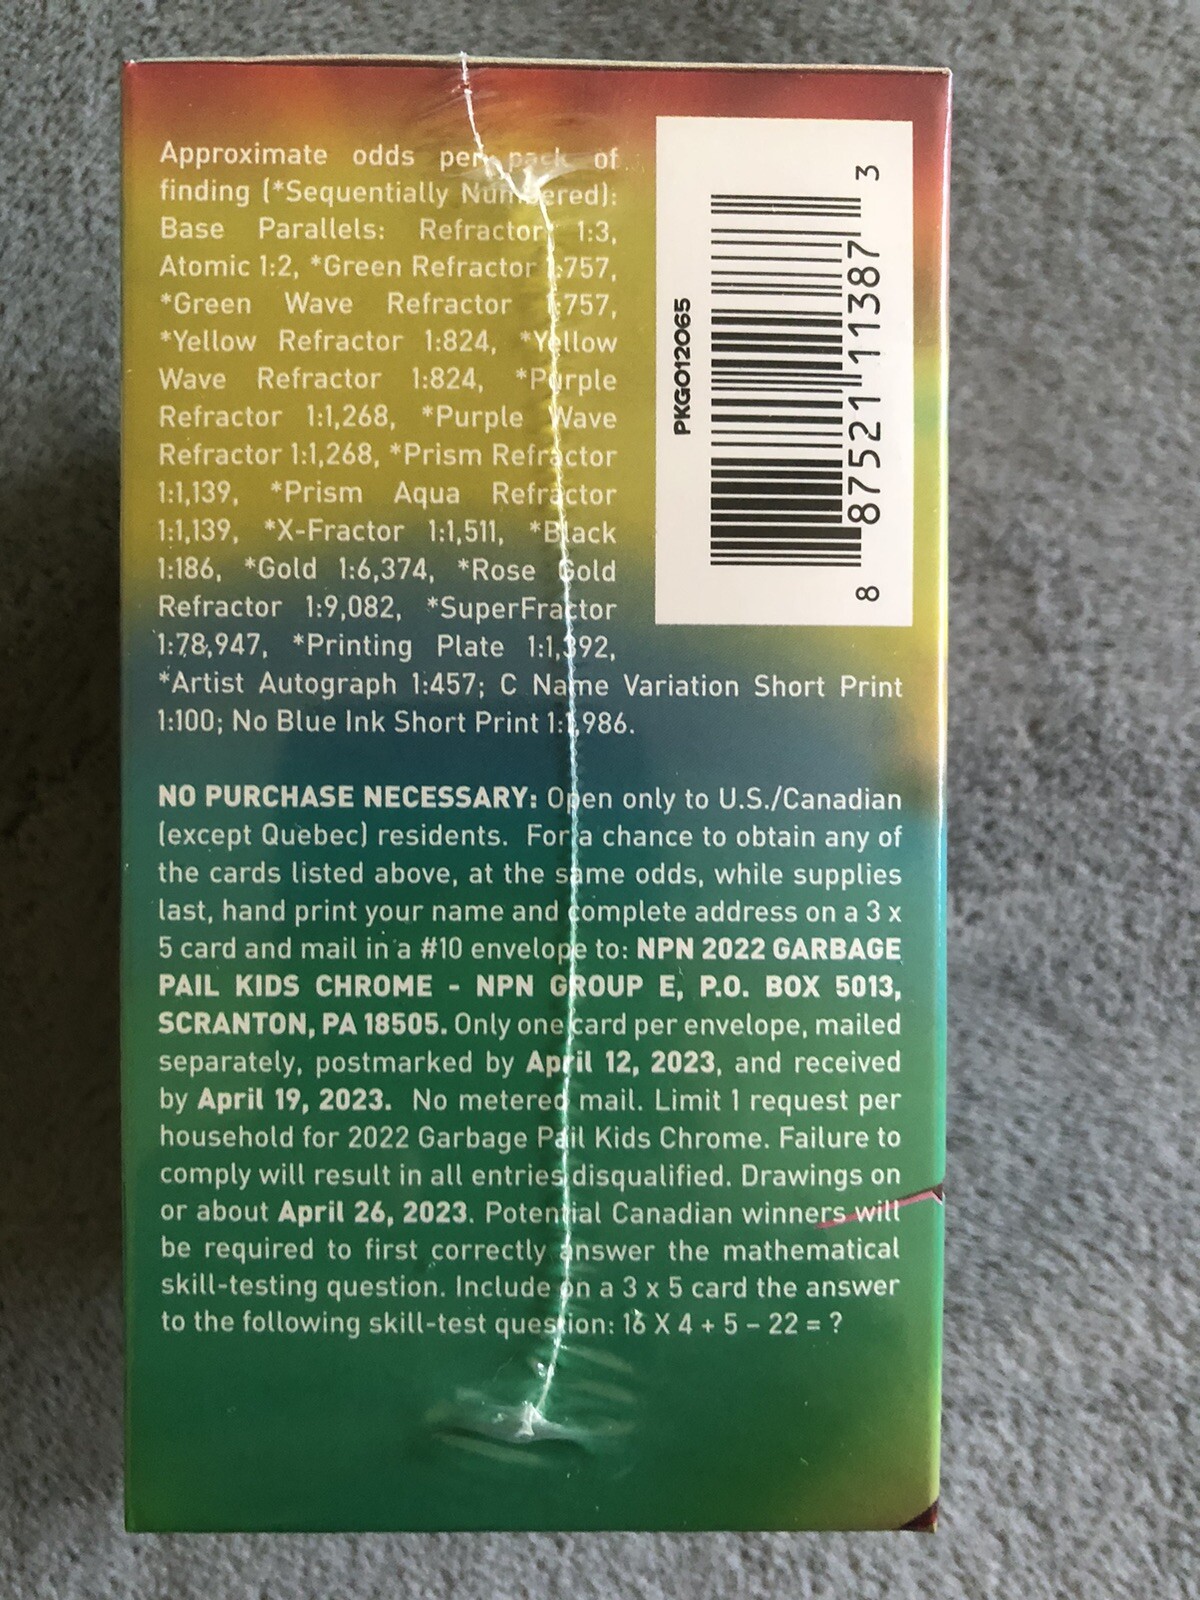 Approximate odds per pack of
finding (*Sequentially Numbered):
Base Parallels: Refractor 1:3,
Atomic 1:2, *Green Refractor 1:757,
*Green Wave Refractor 1:757,
*Yellow Refractor 1:824, *Yellow
Wave Refractor 1:824, *Purple
Refractor 1:1,268, *Purple Wave
Refractor 1:1,268, *Prism Refractor
1:1,139, *Prism Aqua Refractor
1:1,139, *X-Fractor 1:1,511, *Black
1:186, *Gold 1:6,374, *Rose Gold
Refractor 1:9,082, *SuperFractor
1:78,947, *Printing Plate 1:1,392,
*Artist Autograph 1:457; C Name Variation Short Print
1:100; No Blue Ink Short Print 1:1,986.
PKG012065
8 87521 11387 3
NO PURCHASE NECESSARY: Open only to U.S./Canadian
(except Quebec) residents. For a chance to obtain any of
the cards listed above, at the same odds, while supplies
last, hand print your name and complete address on a 3 x
5 card and mail in a #10 envelope to: NPN 2022 GARBAGE
PAIL KIDS CHROME - NPN GROUP E, P.O. BOX 5013,
SCRANTON, PA 18505. Only one card per envelope, mailed
separately, postmarked by April 12, 2023, and received
by April 19, 2023. No metered mail. Limit 1 request per
household for 2022 Garbage Pail Kids Chrome. Failure to
comply will result in all entries disqualified. Drawings on
or about April 26, 2023. Potential Canadian winners will
be required to first correctly answer the mathematical
skill-testing question. Include on a 3 x 5 card the answer
to the following skill-test question: 16 X 4 + 5 – 22 = ?